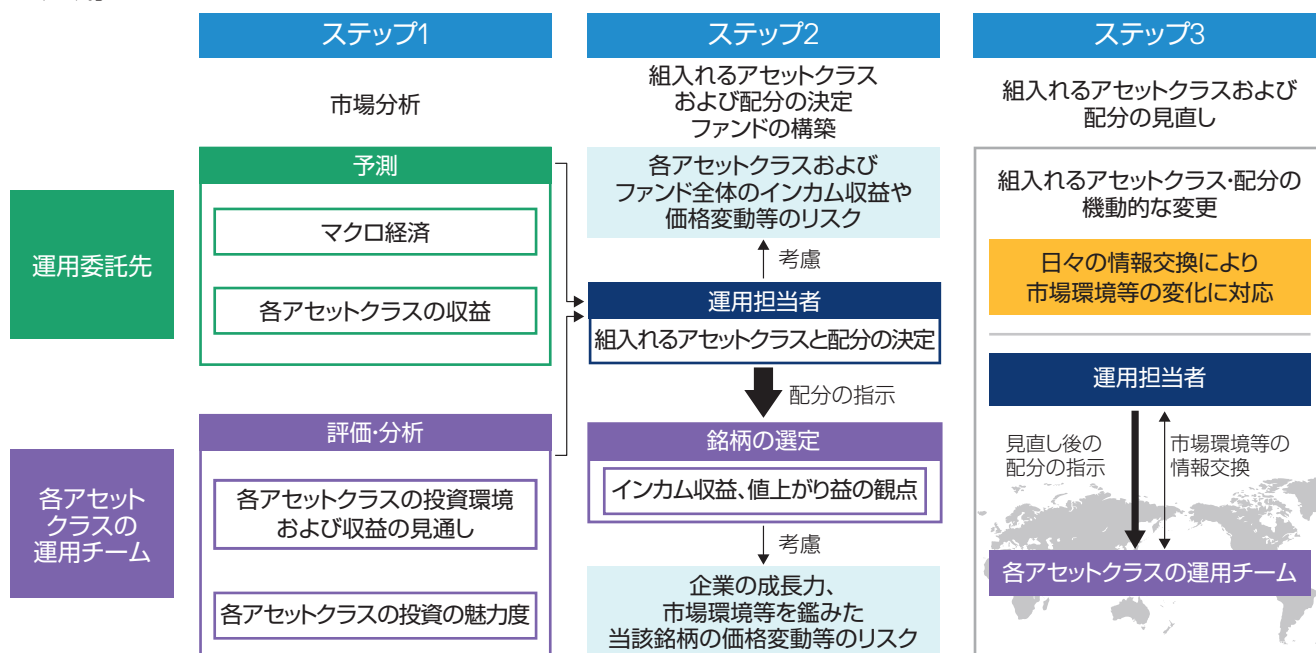 ステップ1
市場分析
運用委託先
予測
マクロ経済
各アセットクラスの収益
各アセット
クラスの
運用チーム
評価・分析
各アセットクラスの投資環境
および収益の見通し
各アセットクラスの投資の魅力度
ステップ2
組入れるアセットクラス
および配分の決定
ファンドの構築
各アセットクラスおよび
ファンド全体のインカム収益や
価格変動等のリスク
考慮
運用担当者
組入れるアセットクラスと配分の決定
配分の指示
銘柄の選定
インカム収益、値上がり益の観点
考慮
企業の成長力、
市場環境等を鑑みた
当該銘柄の価格変動等のリスク
ステップ3
組入れるアセットクラスおよび
配分の見直し
組入れるアセットクラス・配分の
機動的な変更
日々の情報交換により
市場環境等の変化に対応
運用担当者
見直し後の
配分の指示
市場環境等の
情報交換
各アセットクラスの運用チーム